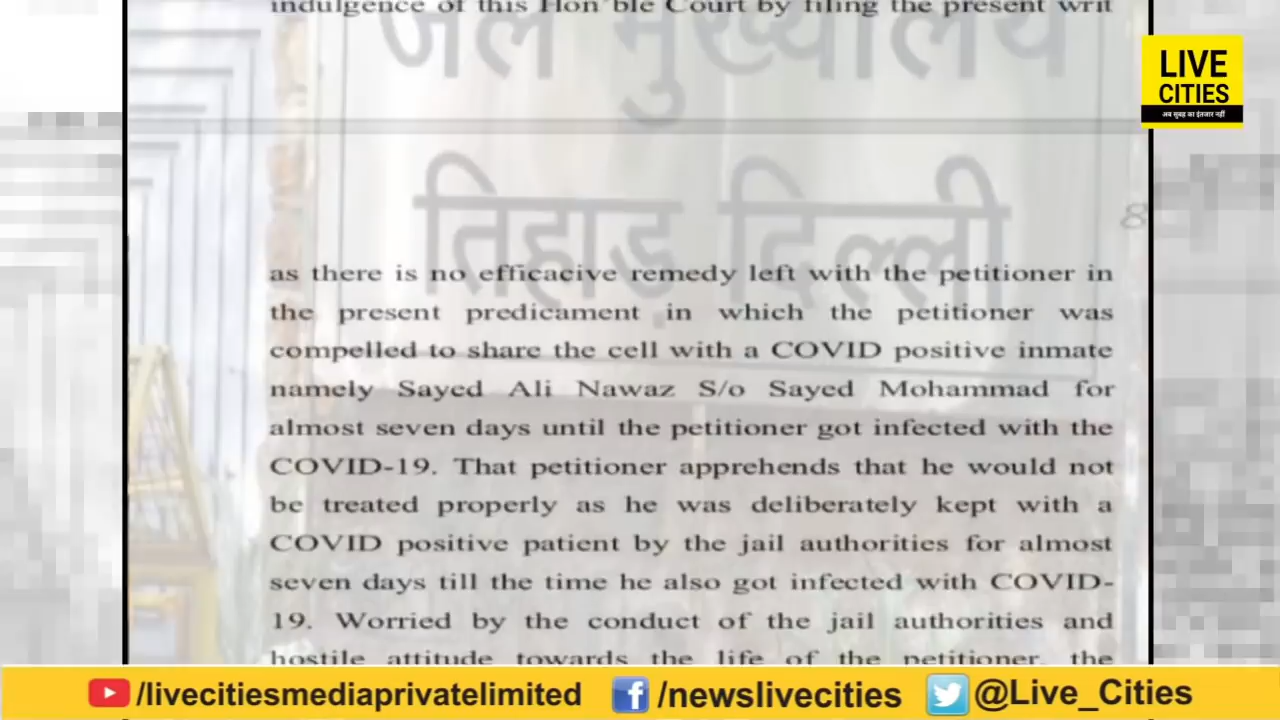 indulgence of this Hon'ble Court by filing the present writ
जेल मुख्यालय
तिहाड़ दिल्ली
LIVE
CITIES
अब सुबह का इंतजार नहीं
8
as there is no efficacive remedy left with the petitioner in
the present predicament in which the petitioner was
compelled to share the cell with a COVID positive inmate
namely Sayed Ali Nawaz S/o Sayed Mohammad for
almost seven days until the petitioner got infected with the
COVID-19. That petitioner apprehends that he would not
be treated properly as he was deliberately kept with a
COVID positive patient by the jail authorities for almost
seven days till the time he also got infected with COVID-
19. Worried by the conduct of the jail authorities and
hostile attitude towards the life of the petitioner, the
/livecitiesmediaprivatelimited
/newslivecities
@Live_Cities